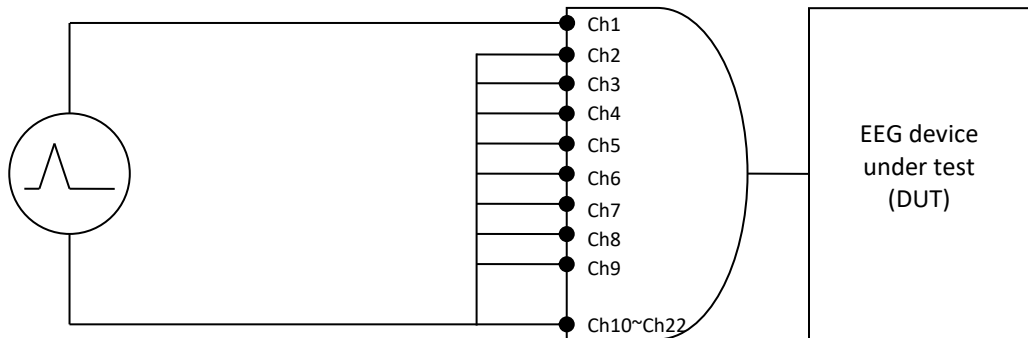 Ch1
Ch2
Ch3
Ch4
Ch5
Ch6
Ch7
Ch8
Ch9
Ch10~Ch22
EEG device
under test
(DUT)